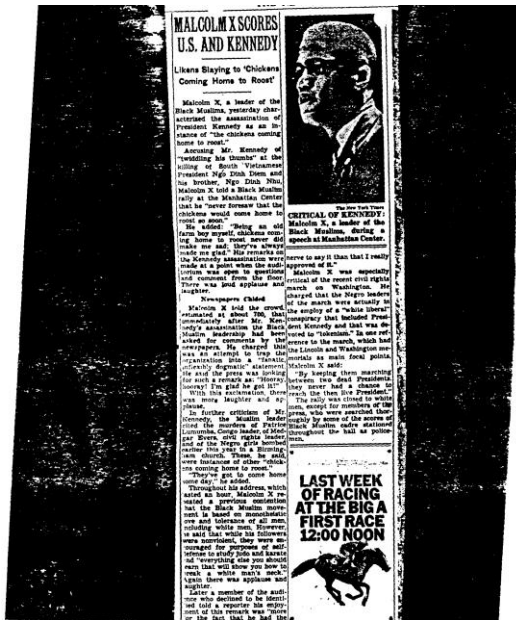 MALCOLM X SCORES
U.S. AND KENNEDY
Likens Slaying to 'Chickens
Coming Home to Roost'
Malcolm X, a leader of the
Black Muslims, yesterday char-
acterized the assassination of
President Kennedy as an in-
stance of "the chickens coming
home to roost."
Accusing Mr. Kennedy of
"twiddling his thumbs" at the
killing of South Vietnamese
President Ngo Dinh Diem and
his brother, Ngo Dinh Nhu,
Malcolm X told a Black Muslim
rally at the Manhattan Center
that he "never foresaw that the
chickens would come home to
roost so soon."
He added: "Being an old
farm boy myself, chickens com-
ing home to roost never did
make me sad; they've always
made me glad." His remarks on
the Kennedy assassination were
made at a point when the audi-
torium was open to questions
and comment from the floor.
There was loud applause and
laughter.
Newspapers Chided
Malcolm X told the crowd,
estimated at about 700, that
immediately after Mr. Ken-
nedy's assassination the Black
Muslim leadership had been
asked for comments by the
newspapers. He charged this
was an attempt to trap the
organization into a "fanatic,
inflexibly dogmatic" statement
He said the press was looking
for such a remark as: "Hooray,
hooray! I'm glad he got it!"
With this exclamation, there
was more laughter and ap-
plause.
In further criticism of Mr.
Kennedy, the Muslim leader
cited the murders of Patrice
Lumumba, Congo leader, of Med-
gar Evers, civil rights leader,
and of the Negro girls bombed
earlier this year in a Birming-
ham church. These, he said,
were instances of other "chick-
ens coming home to roost."
"They've got to come home
some day," he added.
Throughout his address, which
lasted an hour, Malcolm X re-
peated a previous contention
that the Black Muslim move-
ment is based on monotheistic
love and tolerance of all men,
including white men. However,
he said that while his followers
were nonviolent, they were en-
couraged for purposes of self-
defense to study judo and karate
and "everything else you should
learn that will show you how to
break a white man's neck."
Again there was applause and
laughter.
Later a member of the audi-
ence who declined to be identi-
fied told a reporter his enjoy-
ment of this remark was "more
for the fact that he had the
The New York Times
CRITICAL OF KENNEDY:
Malcolm X, a leader of the
Black Muslims, during a
speech at Manhattan Center.
nerve to say it than that I really
approved of it."
Malcolm X was especially
critical of the recent civil rights
march on Washington. He
charged that the Negro leaders
of the march were actually in
the employ of a "white liberal"
conspiracy that included Presi-
dent Kennedy and that was de-
voted to "tokenism." In one ref-
erence to the march, which had
the Lincoln and Washington me-
morials as main focal points,
Malcolm X said:
"By keeping them marching
between two dead Presidents,
they never had a chance to
reach the then live President."
The rally was closed to white
men, except for members of the
press, who were searched thor-
oughly by some of the scores of
Black Muslim cadre stationed
throughout the hall as police-
men.
LAST WEEK
OF RACING
AT THE BIG A
FIRST RACE
12:00 NOON